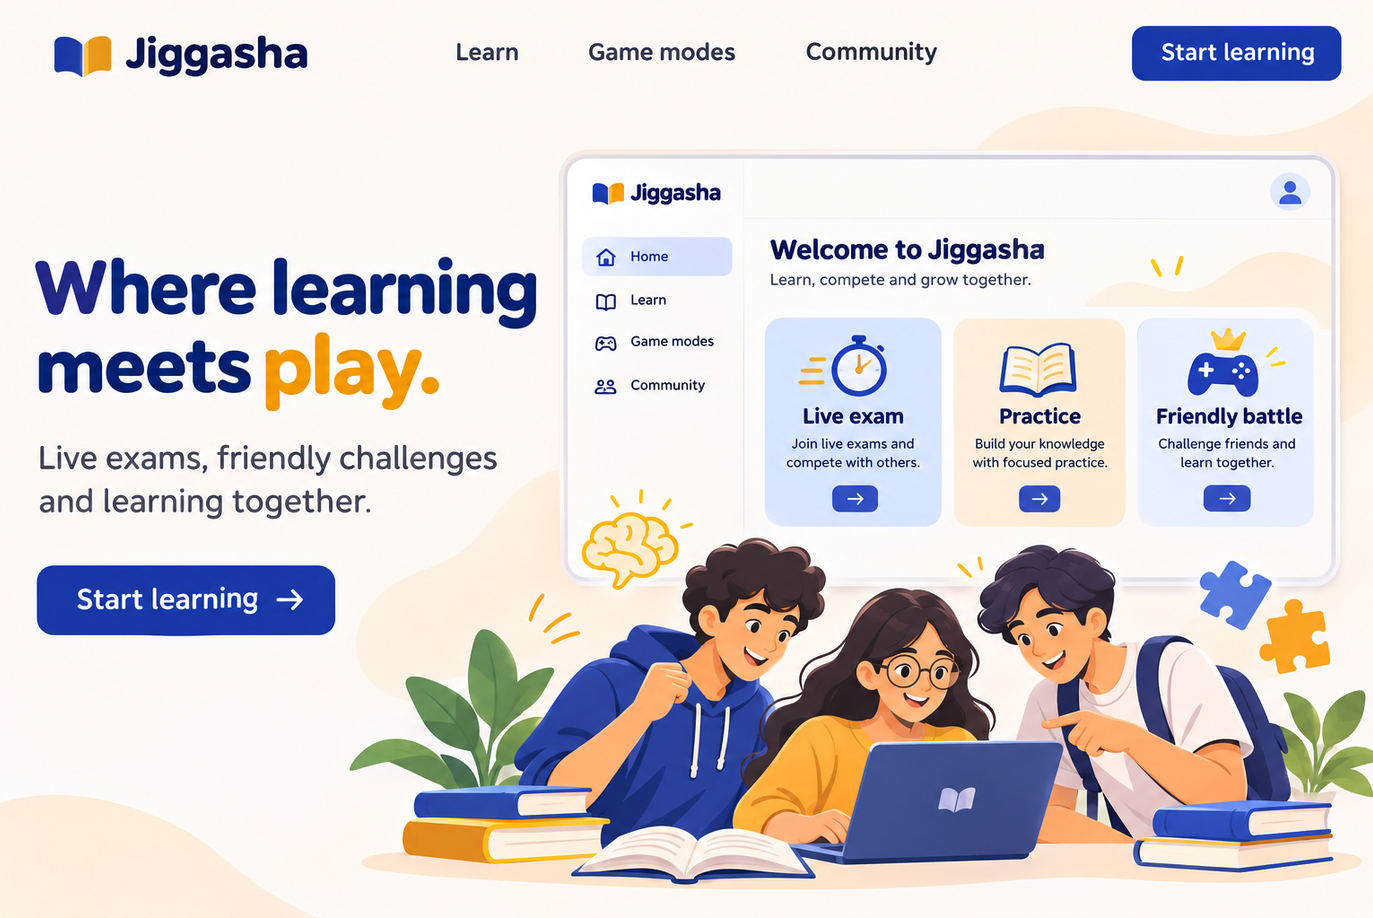 Jiggasha
Learn
Game modes
Community
Start learning
Where learning
meets play.
Live exams, friendly challenges
and learning together.
Start learning →
Jiggasha
Home
Learn
Game modes
Community
Welcome to Jiggasha
Learn, compete and grow together.
Live exam
Join live exams and
compete with others.
→
Practice
Build your knowledge
with focused practice.
→
Friendly battle
Challenge friends and
learn together.
→